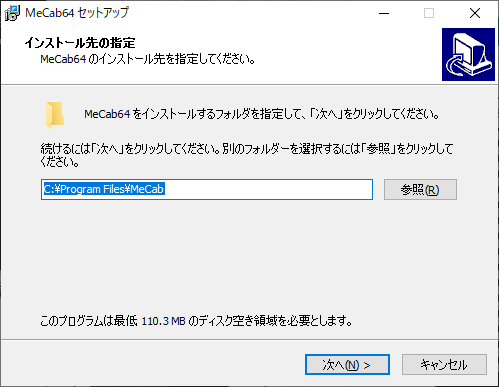 MeCab64 セットアップ
インストール先の指定
MeCab64 のインストール先を指定してください。
MeCab64 をインストールするフォルダを指定して、「次へ」をクリックしてください。
続けるには「次へ」をクリックしてください。別のフォルダーを選択するには「参照」をクリックして
ください。
C:¥Program Files¥MeCab
参照(R)
このプログラムは最低 110.3 MB のディスク空き領域を必要とします。
次へ(N) >
キャンセル